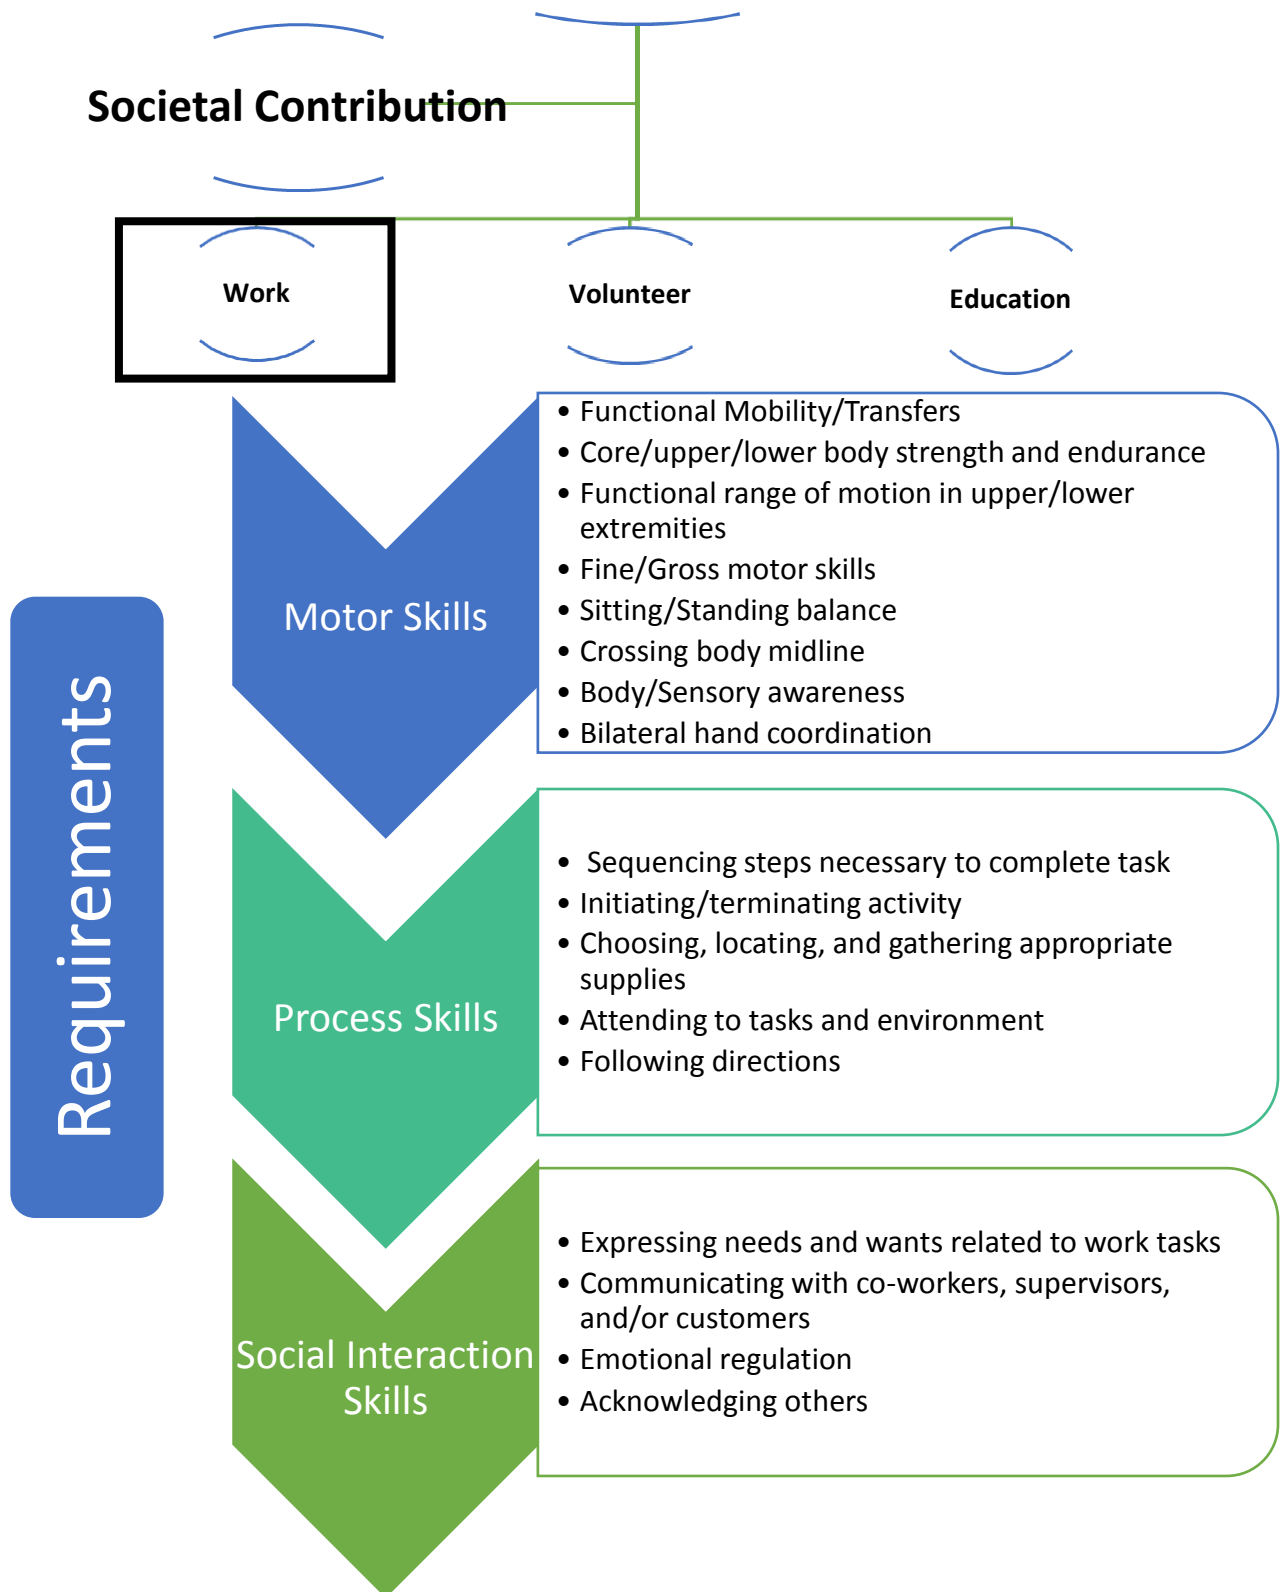 Societal Contribution
Work
Volunteer
Education
Requirements
Motor Skills
• Functional Mobility/Transfers
• Core/upper/lower body strength and endurance
• Functional range of motion in upper/lower
extremities
• Fine/Gross motor skills
• Sitting/Standing balance
• Crossing body midline
• Body/Sensory awareness
• Bilateral hand coordination
Process Skills
• Sequencing steps necessary to complete task
• Initiating/terminating activity
• Choosing, locating, and gathering appropriate
supplies
• Attending to tasks and environment
• Following directions
Social Interaction
Skills
• Expressing needs and wants related to work tasks
• Communicating with co-workers, supervisors,
and/or customers
• Emotional regulation
• Acknowledging others